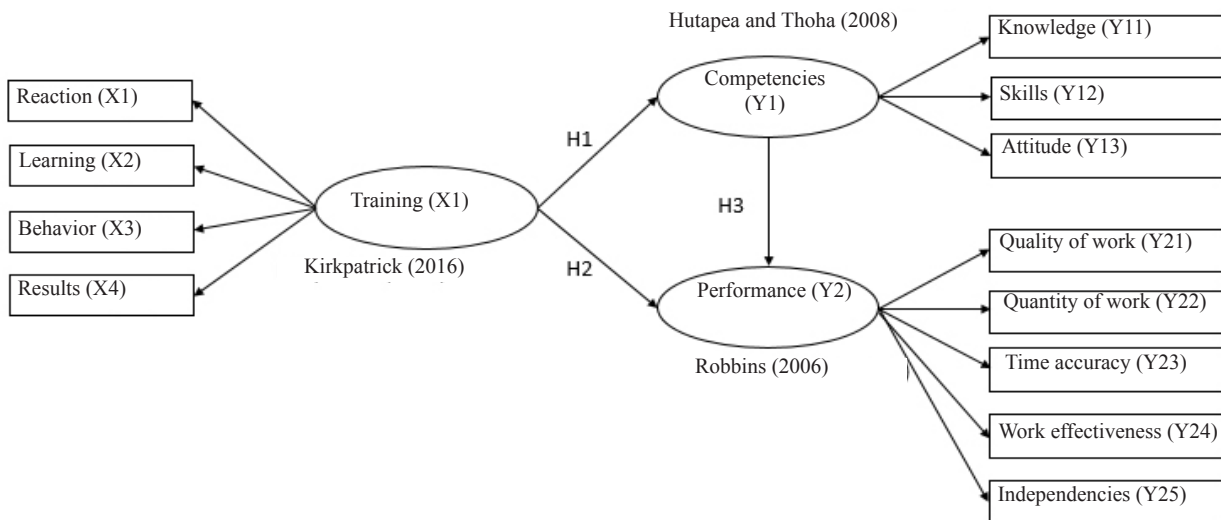 Hutapea and Thoha (2008)
Knowledge (Y11)
Competencies
(Y1)
Skills (Y12)
Attitude (Y13)
Reaction (X1)
Learning (X2)
Behavior (X3)
Results (X4)
Training (X1)
Kirkpatrick (2016)
H1
H2
H3
Performance (Y2)
Robbins (2006)
Quality of work (Y21)
Quantity of work (Y22)
Time accuracy (Y23)
Work effectiveness (Y24)
Independencies (Y25)